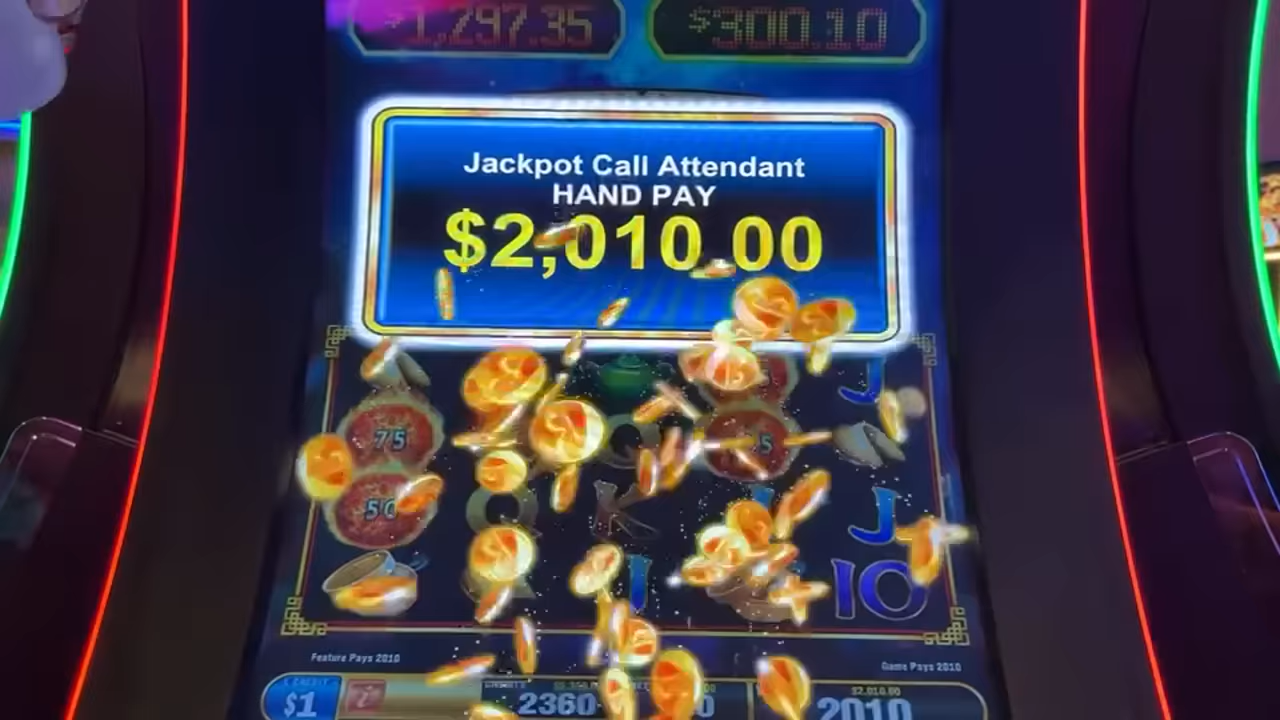 $1,297.35
$300.10
Jackpot Call Attendant
HAND PAY
$2,010.00
75
50
Q
J
Q
K
J
J
10
Feature Pays 2010
Game Pays 2010
$1
2360
$2,010.00
2010